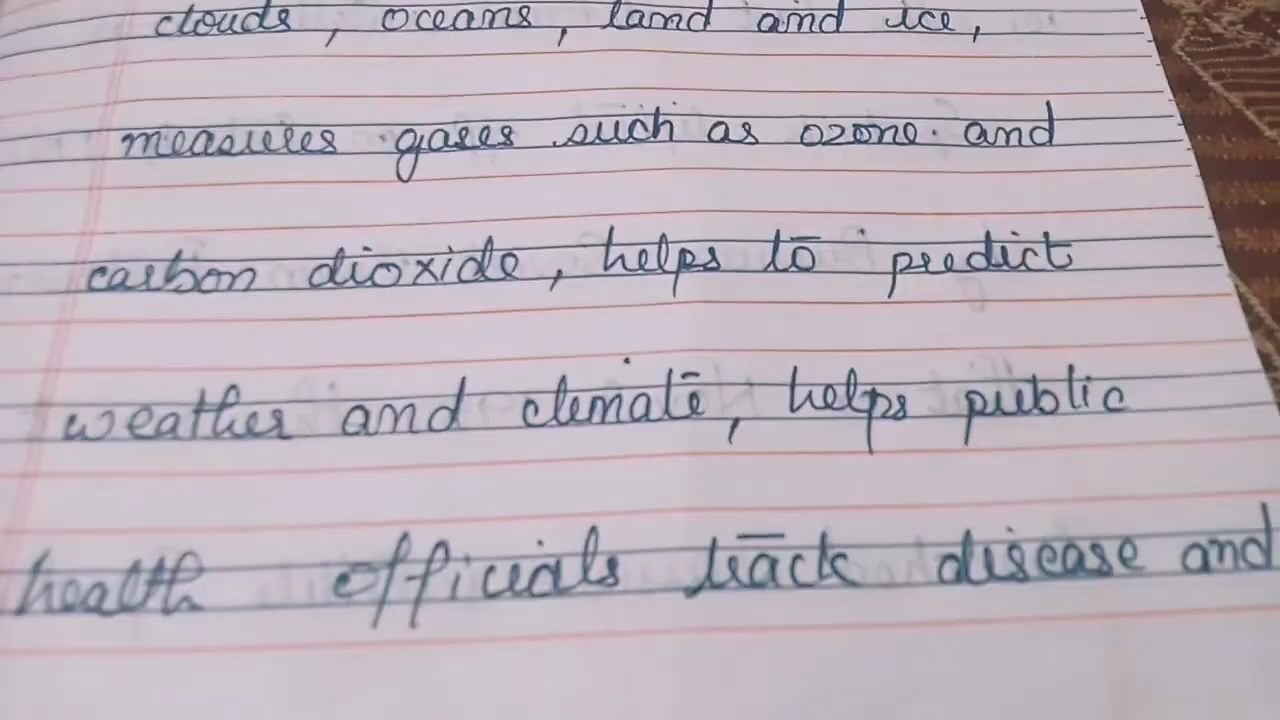 clouds, oceans, land and ice,
measures gases such as ozone and
carbon dioxide, helps to predict
weather and climate, helps public
health officials track disease and